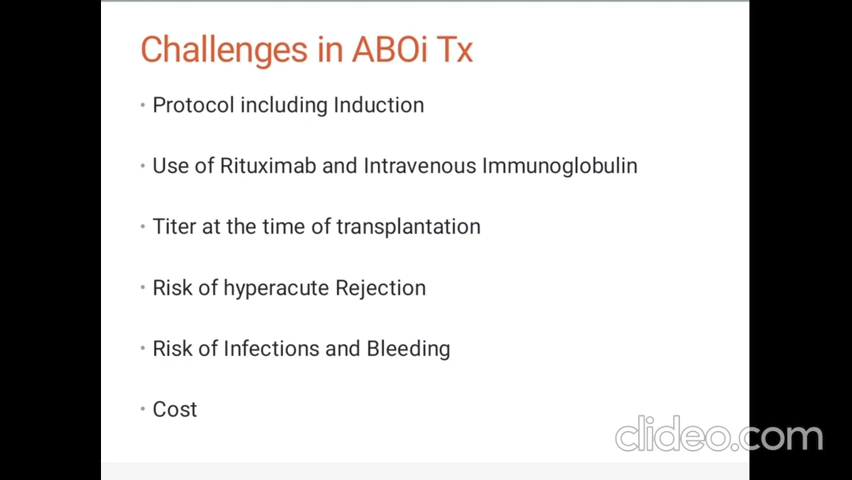 Challenges in ABOi Tx
• Protocol including Induction
• Use of Rituximab and Intravenous Immunoglobulin
• Titer at the time of transplantation
• Risk of hyperacute Rejection
• Risk of Infections and Bleeding
• Cost
clideo.com